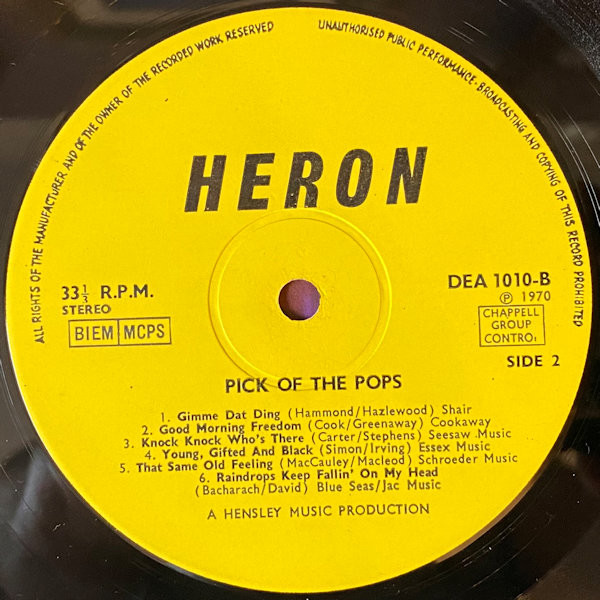 ALL RIGHTS OF THE MANUFACTURER AND OF THE OWNER OF THE RECORDED WORK RESERVED
UNAUTHORISED PUBLIC PERFORMANCE-BROADCASTING AND COPYING OF THIS RECORD PROHIBITED
HERON
33⅓ R.P.M.
STEREO
BIEM MCPS
DEA 1010-B
Ⓟ 1970
CHAPPELL
GROUP
CONTROL
SIDE 2
PICK OF THE POPS
1. Gimme Dat Ding (Hammond/Hazlewood) Shair
2. Good Morning Freedom (Cook/Greenaway) Cookaway
3. Knock Knock Who's There (Carter/Stephens) Seesaw Music
4. Young, Gifted And Black (Simon/Irving) Essex Music
5. That Same Old Feeling (MacCauley/Macleod) Schroeder Music
6. Raindrops Keep Fallin' On My Head
(Bacharach/David) Blue Seas/Jac Music
A HENSLEY MUSIC PRODUCTION